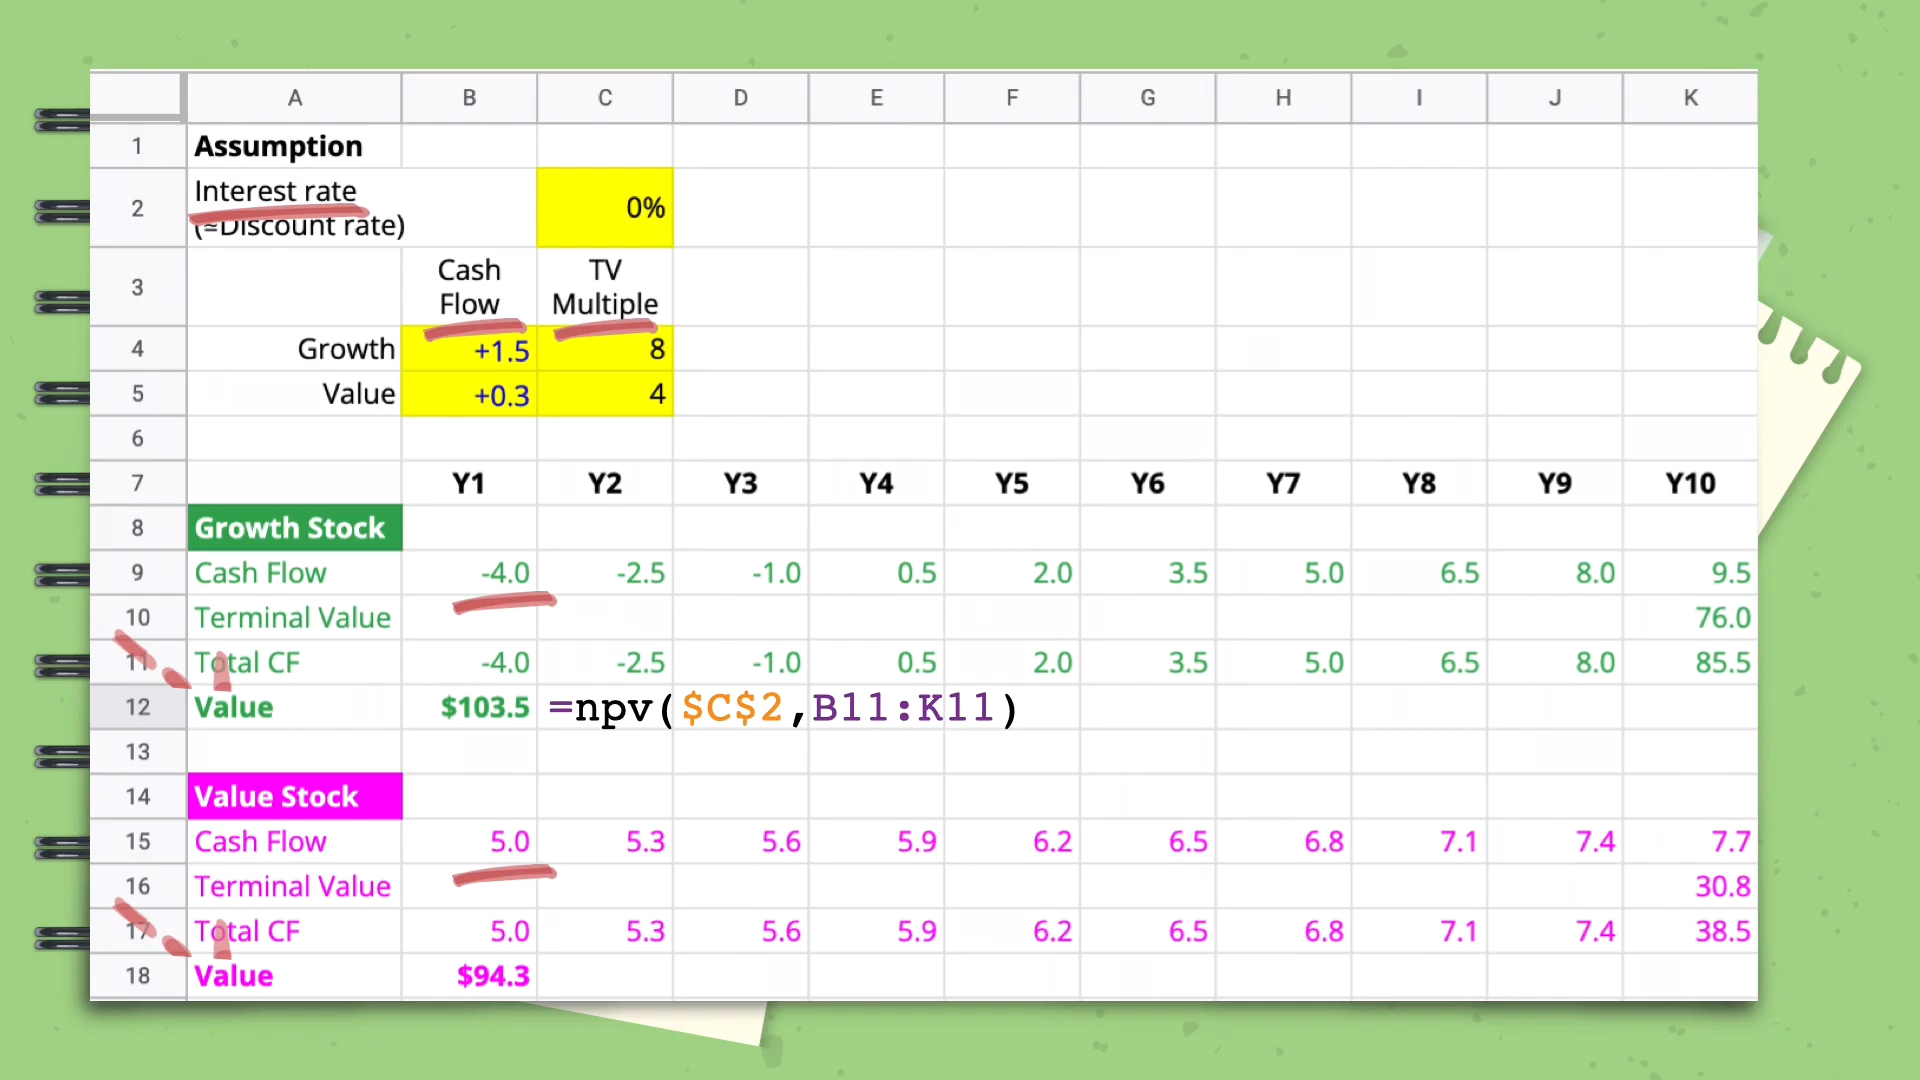 A B C D E F G H I J K
1 Assumption
2 Interest rate 0%
(≅Discount rate)
3 Cash Flow TV Multiple
4 Growth +1.5 8
5 Value +0.3 4
6
7 Y1 Y2 Y3 Y4 Y5 Y6 Y7 Y8 Y9 Y10
8 Growth Stock
9 Cash Flow -4.0 -2.5 -1.0 0.5 2.0 3.5 5.0 6.5 8.0 9.5
10 Terminal Value 76.0
11 Total CF -4.0 -2.5 -1.0 0.5 2.0 3.5 5.0 6.5 8.0 85.5
12 Value $103.5 =npv($C$2,B11:K11)
13
14 Value Stock
15 Cash Flow 5.0 5.3 5.6 5.9 6.2 6.5 6.8 7.1 7.4 7.7
16 Terminal Value 30.8
17 Total CF 5.0 5.3 5.6 5.9 6.2 6.5 6.8 7.1 7.4 38.5
18 Value $94.3